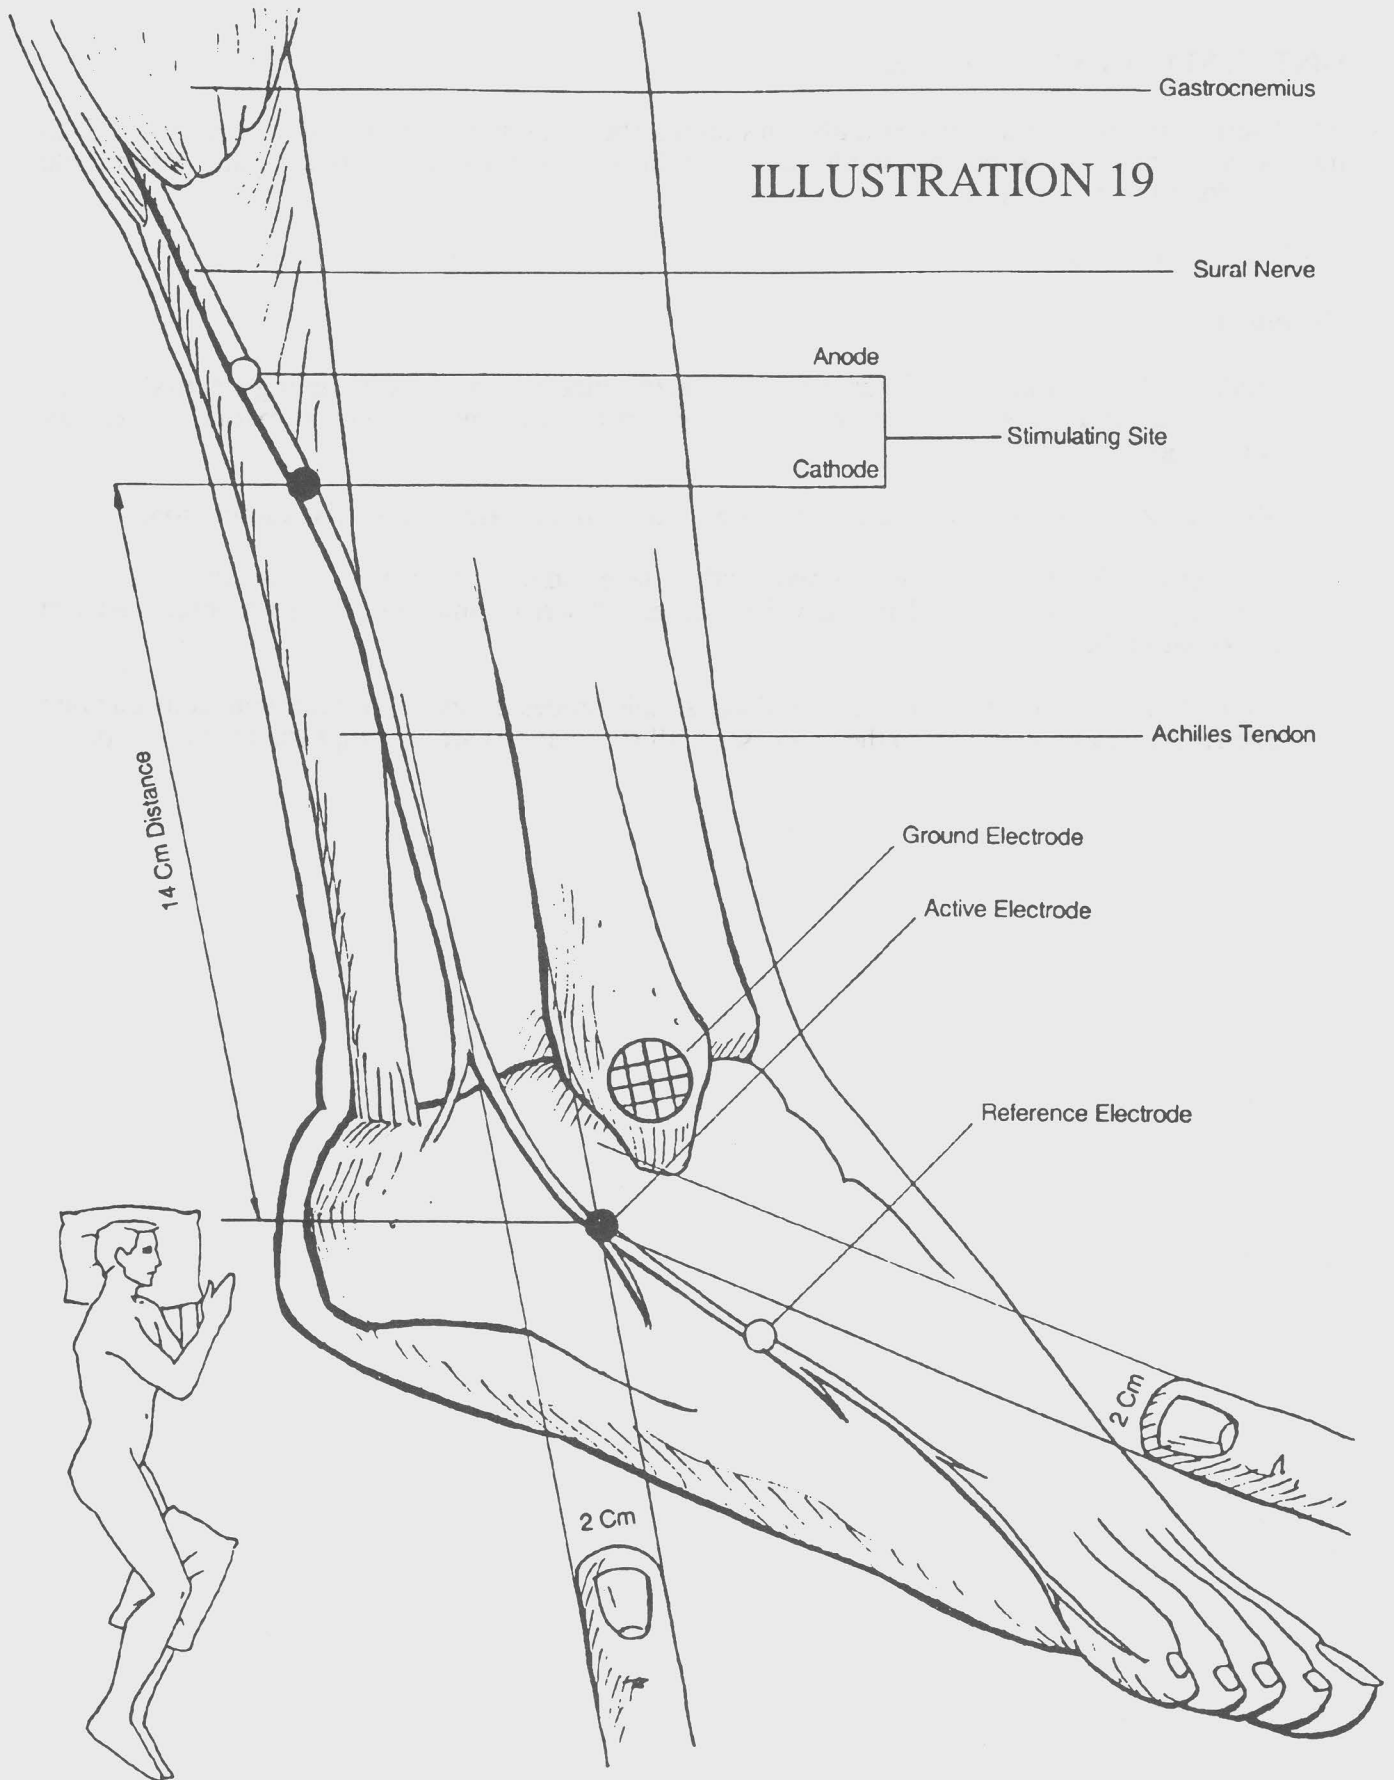 Gastrocnemius
ILLUSTRATION 19
Sural Nerve
Anode
Stimulating Site
Cathode
Achilles Tendon
14 Cm Distance
Ground Electrode
Active Electrode
Reference Electrode
2 Cm
2 Cm